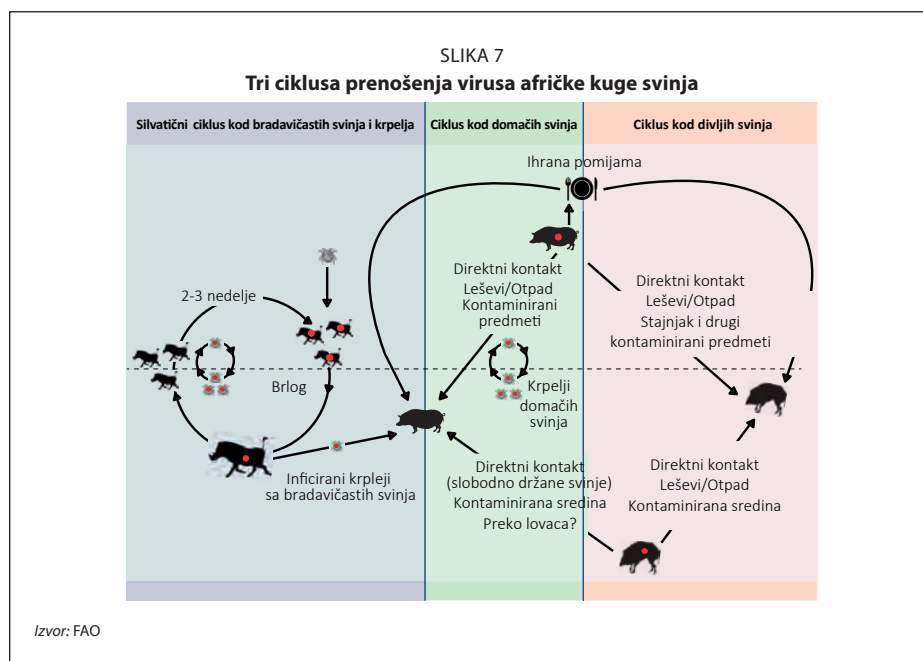 SLIKA 7
Tri ciklusa prenošenja virusa afričke kuge svinja
Silvatični ciklus kod bradavičastih svinja i krpelja
Ciklus kod domačih svinja
Ciklus kod divljih svinja
Ihrana pomijama
2-3 nedelje
Brlog
Inficirani krpleji
sa bradavičastih svinja
Direktni kontakt
Leševi/Otpad
Kontaminirani
predmeti
Krpelji
domačih
svinja
Direktni kontakt
(slobodno držane svinje)
Kontaminirana sredina
Preko lovaca?
Direktni kontakt
Leševi/Otpad
Stajnjak i drugi
kontaminirani predmeti
Direktni kontakt
Leševi/Otpad
Kontaminirana sredina
Izvor: FAO